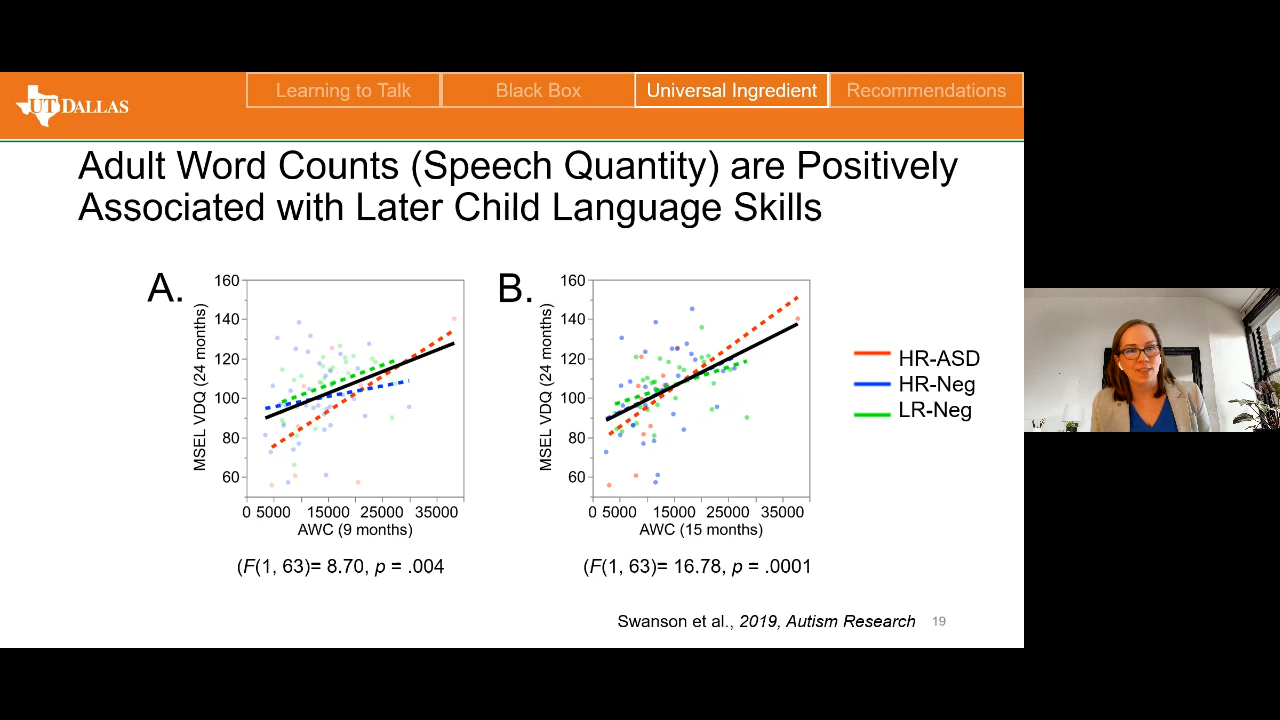 UT DALLAS
Learning to Talk
Black Box
Universal Ingredient
Recommendations
Adult Word Counts (Speech Quantity) are Positively
Associated with Later Child Language Skills
A.
MSEL VDQ (24 months)
160
140
120
100
80
60
0 5000 15000 25000 35000
AWC (9 months)
(F(1, 63)= 8.70, p = .004
B.
MSEL VDQ (24 months)
160
140
120
100
80
60
0 5000 15000 25000 35000
AWC (15 months)
(F(1, 63)= 16.78, p = .0001
HR-ASD
HR-Neg
LR-Neg
Swanson et al., 2019, Autism Research
19